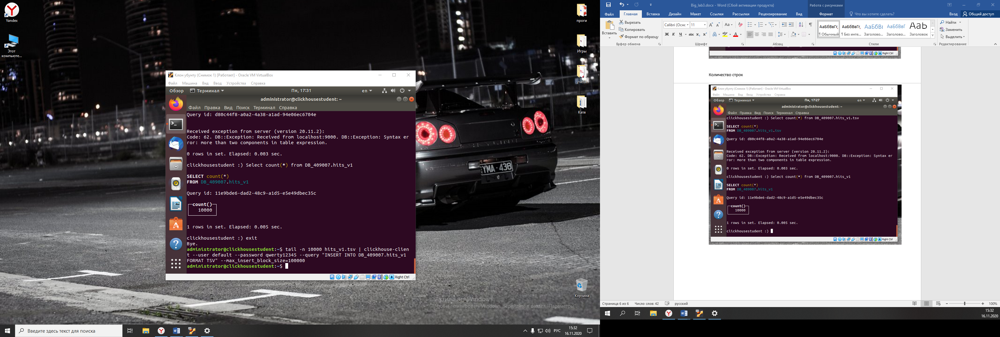 Yandex
Этот
компьюте...
проги
Игры
учеба
Катя
Корзина
YMA·438
Клон убунту (Снимок 1) [Работает] - Oracle VM VirtualBox
Файл Машина Вид Ввод Устройства Справка
Обзор Терминал Пн, 17:31 en
administrator@clickhousestudent: ~
Файл Правка Вид Поиск Терминал Справка
Query id: d80c44f8-a0a2-4a38-a1ad-94e06ec6704e
Received exception from server (version 20.11.2):
Code: 62. DB::Exception: Received from localhost:9000. DB::Exception: Syntax er
ror: more than two components in table expression.
0 rows in set. Elapsed: 0.003 sec.
clickhousestudent :) Select count(*) from DB_409007.hits_v1
SELECT count(*)
FROM DB_409007.hits_v1
Query id: 11e9bde6-dad2-48c9-a1d5-e5e49dbec35c
count()
10000
1 rows in set. Elapsed: 0.005 sec.
clickhousestudent :) exit
Bye.
administrator@clickhousestudent:~$ tail -n 10000 hits_v1.tsv | clickhouse-clien
t --user default --password qwerty12345 --query "INSERT INTO DB_409007.hits_v1
FORMAT TSV" --max_insert_block_size=100000
administrator@clickhousestudent:~$
Right Ctrl
Активация Windows
Чтобы активировать Windows, перейдите в раздел "Параметры".
Введите здесь текст для поиска
РУС
15:32
16.11.2020
Big_lab3.docx - Word (Сбой активации продукта)
Работа с рисунками
Файл Главная Вставка Дизайн Макет Ссылки Рассылки Рецензирование Вид Формат Что вы хотите сделать? Вход Общий доступ
Вставить
Вырезать
Копировать
Формат по образцу
Буфер обмена
Calibri (Оснс 11
Aa
Ж К Ч abc x₂ x²
Шрифт
Абзац
АаБбВвГг, АаБбВвГг, АаБбВв АаБбВвГ АаЬ
¶ Обычный ¶ Без инте... Заголово... Заголово... Заголовок
Стили
Найти
Заменить
Выделить
Редактирование
Right Ctrl
Количество строк
Клон убунту (Снимок 1) [Работает] - Oracle VM VirtualBox
Файл Машина Вид Ввод Устройства Справка
Обзор Терминал Пн, 17:27 en
administrator@clickhousestudent: ~
Файл Правка Вид Поиск Терминал Справка
clickhousestudent :) Select count(*) from DB_409007.hits_v1.tsv
SELECT count(*)
FROM DB_409007.hits_v1.tsv
Query id: d80c44f8-a0a2-4a38-a1ad-94e06ec6704e
Received exception from server (version 20.11.2):
Code: 62. DB::Exception: Received from localhost:9000. DB::Exception: Syntax er
ror: more than two components in table expression.
0 rows in set. Elapsed: 0.003 sec.
clickhousestudent :) Select count(*) from DB_409007.hits_v1
SELECT count(*)
FROM DB_409007.hits_v1
Query id: 11e9bde6-dad2-48c9-a1d5-e5e49dbec35c
count()
10000
1 rows in set. Elapsed: 0.005 sec.
clickhousestudent :)
Right Ctrl
Страница 6 из 6 Число слов: 42 русский 100%
15:32
16.11.2020